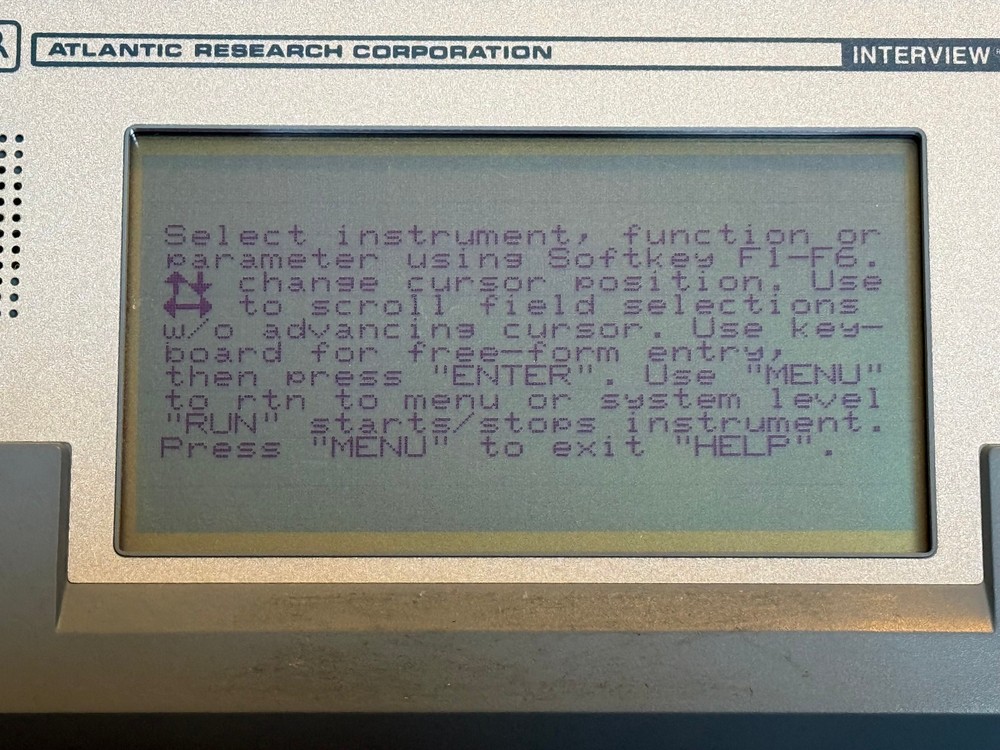 ATLANTIC RESEARCH CORPORATION
INTERVIEW
Select instrument, function or
parameter using Softkey F1-F6.
↑↓ change cursor position. Use
←→ to scroll field selections
w/o advancing cursor. Use key-
board for free-form entry,
then press "ENTER". Use "MENU"
to rtn to menu or system level
"RUN" starts/stops instrument.
Press "MENU" to exit "HELP".